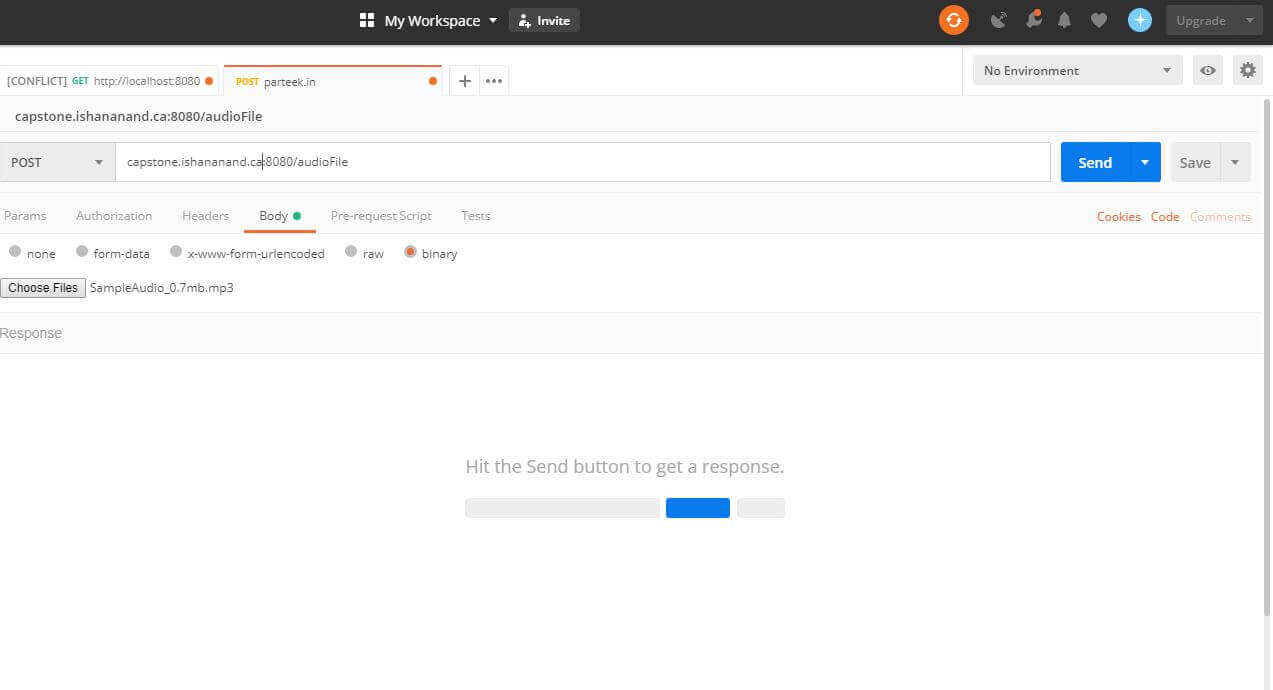 My Workspace Invite Upgrade
[CONFLICT] GET http://localhost:8080 POST parteek.in No Environment
capstone.ishananand.ca:8080/audioFile
POST capstone.ishananand.ca:8080/audioFile Send Save
Params Authorization Headers Body Pre-request Script Tests Cookies Code Comments
none form-data x-www-form-urlencoded raw binary
Choose Files SampleAudio_0.7mb.mp3
Response
Hit the Send button to get a response.